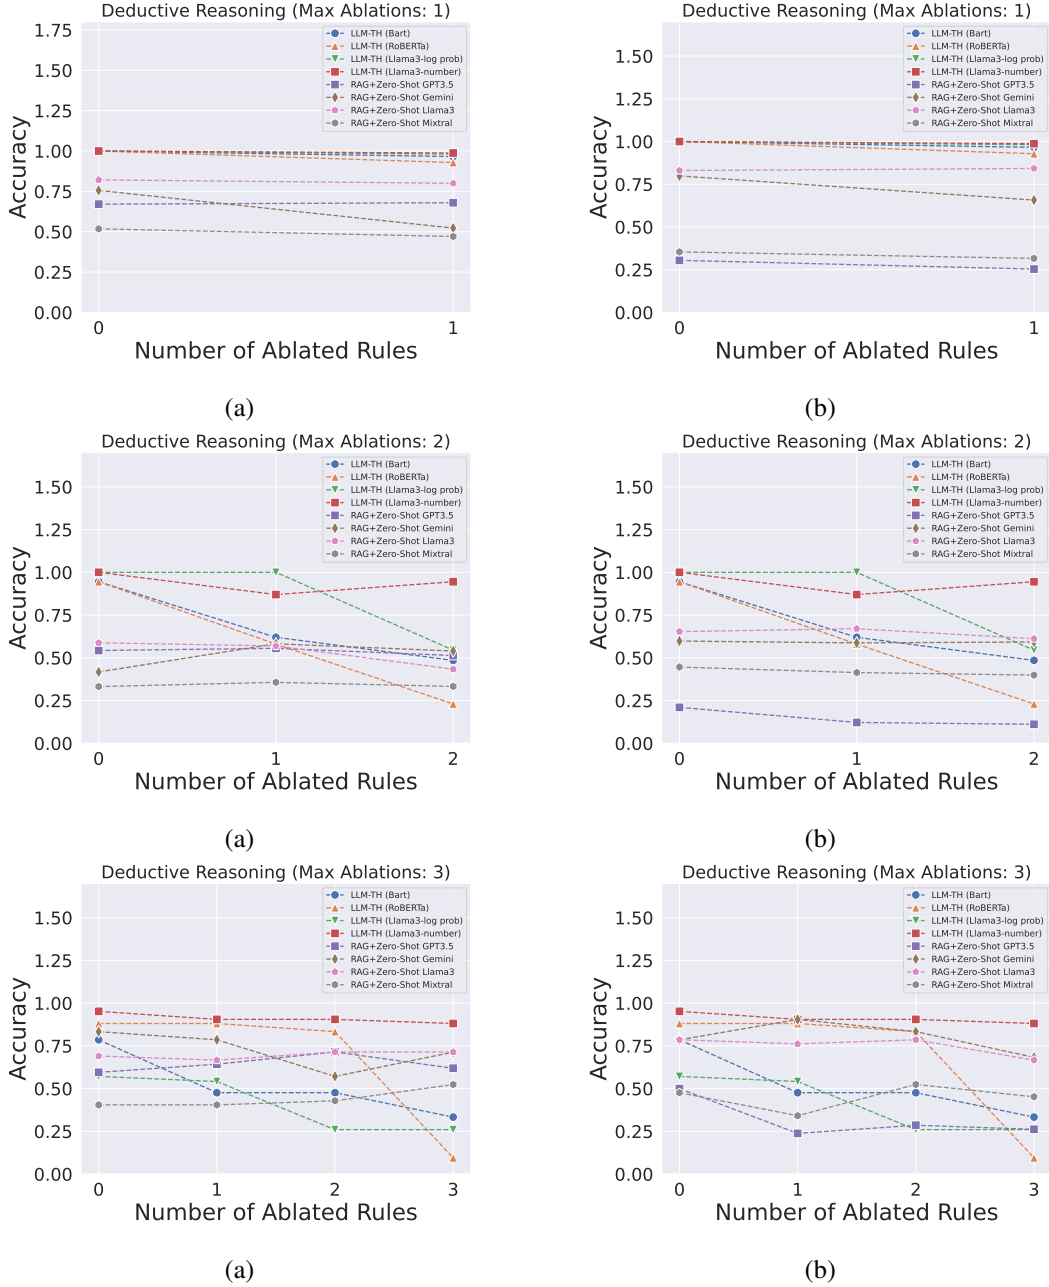 Deductive Reasoning (Max Ablations: 1)
LLM-TH (Bart)
LLM-TH (RoBERTa)
LLM-TH (Llama3-log prob)
LLM-TH (Llama3-number)
RAG+Zero-Shot GPT3.5
RAG+Zero-Shot Gemini
RAG+Zero-Shot Llama3
RAG+Zero-Shot Mixtral
Accuracy
1.75
1.50
1.25
1.00
0.75
0.50
0.25
0.00
0 1
Number of Ablated Rules
(a)
Deductive Reasoning (Max Ablations: 1)
LLM-TH (Bart)
LLM-TH (RoBERTa)
LLM-TH (Llama3-log prob)
LLM-TH (Llama3-number)
RAG+Zero-Shot GPT3.5
RAG+Zero-Shot Gemini
RAG+Zero-Shot Llama3
RAG+Zero-Shot Mixtral
Accuracy
1.50
1.25
1.00
0.75
0.50
0.25
0.00
0 1
Number of Ablated Rules
(b)
Deductive Reasoning (Max Ablations: 2)
LLM-TH (Bart)
LLM-TH (RoBERTa)
LLM-TH (Llama3-log prob)
LLM-TH (Llama3-number)
RAG+Zero-Shot GPT3.5
RAG+Zero-Shot Gemini
RAG+Zero-Shot Llama3
RAG+Zero-Shot Mixtral
Accuracy
1.50
1.25
1.00
0.75
0.50
0.25
0.00
0 1 2
Number of Ablated Rules
(a)
Deductive Reasoning (Max Ablations: 2)
LLM-TH (Bart)
LLM-TH (RoBERTa)
LLM-TH (Llama3-log prob)
LLM-TH (Llama3-number)
RAG+Zero-Shot GPT3.5
RAG+Zero-Shot Gemini
RAG+Zero-Shot Llama3
RAG+Zero-Shot Mixtral
Accuracy
1.50
1.25
1.00
0.75
0.50
0.25
0.00
0 1 2
Number of Ablated Rules
(b)
Deductive Reasoning (Max Ablations: 3)
LLM-TH (Bart)
LLM-TH (RoBERTa)
LLM-TH (Llama3-log prob)
LLM-TH (Llama3-number)
RAG+Zero-Shot GPT3.5
RAG+Zero-Shot Gemini
RAG+Zero-Shot Llama3
RAG+Zero-Shot Mixtral
Accuracy
1.50
1.25
1.00
0.75
0.50
0.25
0.00
0 1 2 3
Number of Ablated Rules
(a)
Deductive Reasoning (Max Ablations: 3)
LLM-TH (Bart)
LLM-TH (RoBERTa)
LLM-TH (Llama3-log prob)
LLM-TH (Llama3-number)
RAG+Zero-Shot GPT3.5
RAG+Zero-Shot Gemini
RAG+Zero-Shot Llama3
RAG+Zero-Shot Mixtral
Accuracy
1.50
1.25
1.00
0.75
0.50
0.25
0.00
0 1 2 3
Number of Ablated Rules
(b)